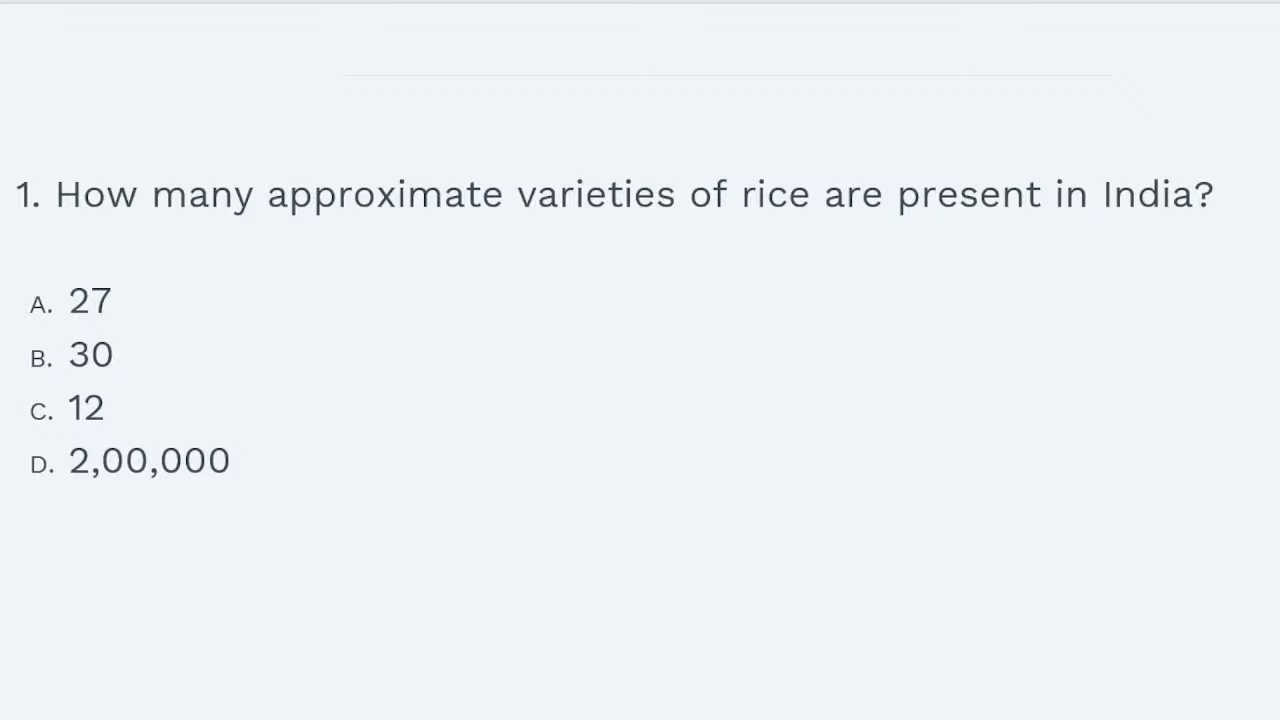 1. How many approximate varieties of rice are present in India?
A. 27
B. 30
C. 12
D. 2,00,000